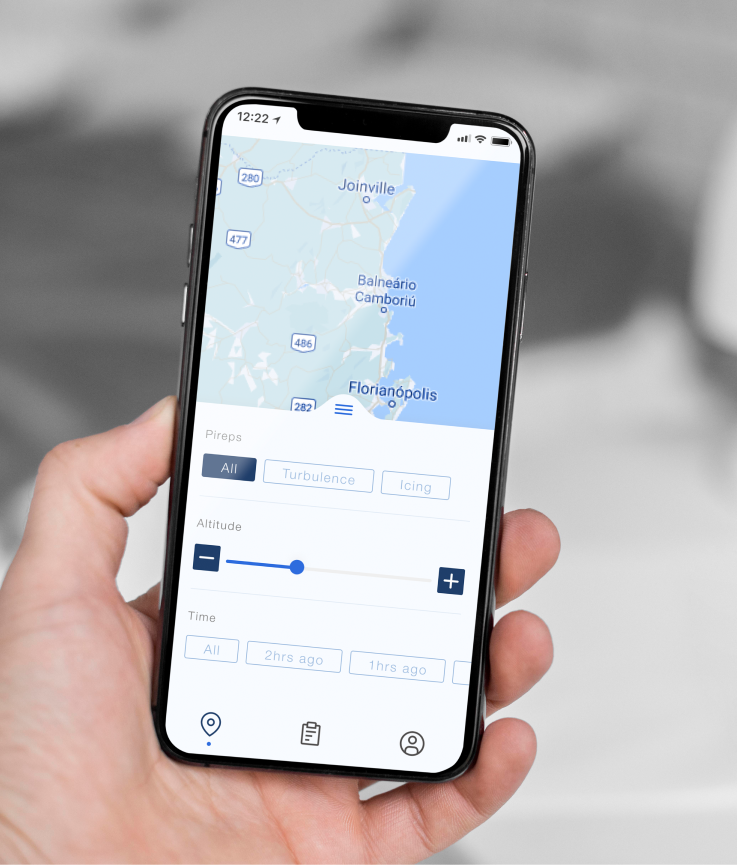 12:22
280
Joinville
477
Balneário
Camboriú
486
Florianópolis
282
Pireps
All
Turbulence
Icing
Altitude
Time
All
2hrs ago
1hrs ago